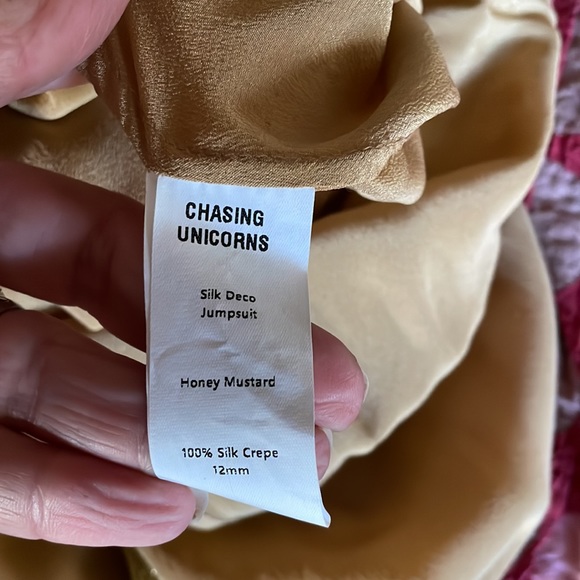 CHASING
UNICORNS
Silk Deco
Jumpsuit
Honey Mustard
100% Silk Crepe
12mm